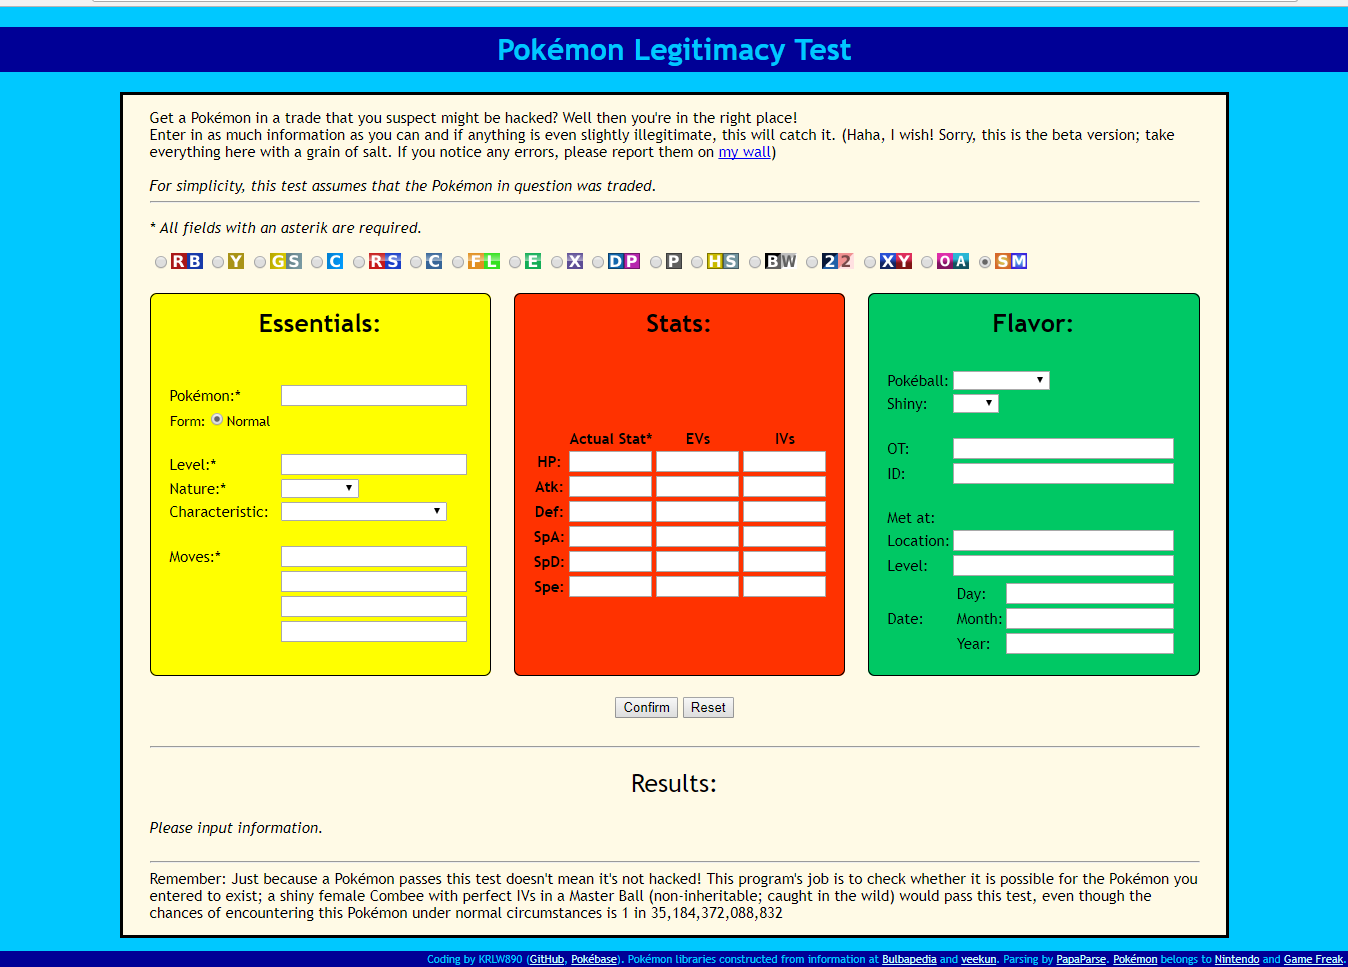 Pokémon Legitimacy Test
Get a Pokémon in a trade that you suspect might be hacked? Well then you're in the right place!
Enter in as much information as you can and if anything is even slightly illegitimate, this will catch it. (Haha, I wish! Sorry, this is the beta version; take
everything here with a grain of salt. If you notice any errors, please report them on my wall)
For simplicity, this test assumes that the Pokémon in question was traded.
* All fields with an asterik are required.
RB Y GS C RS C FL E X DP P HS BW 22 XY OA SM
Essentials:
Pokémon:*
Form: Normal
Level:*
Nature:*
Characteristic:
Moves:*
Stats:
Actual Stat* EVs IVs
HP:
Atk:
Def:
SpA:
SpD:
Spe:
Flavor:
Pokéball:
Shiny:
OT:
ID:
Met at:
Location:
Level:
Day:
Date: Month:
Year:
Confirm Reset
Results:
Please input information.
Remember: Just because a Pokémon passes this test doesn't mean it's not hacked! This program's job is to check whether it is possible for the Pokémon you
entered to exist; a shiny female Combee with perfect IVs in a Master Ball (non-inheritable; caught in the wild) would pass this test, even though the
chances of encountering this Pokémon under normal circumstances is 1 in 35,184,372,088,832
Coding by KRLW890 (GitHub, Pokébase). Pokémon libraries constructed from information at Bulbapedia and veekun. Parsing by PapaParse. Pokémon belongs to Nintendo and Game Freak.